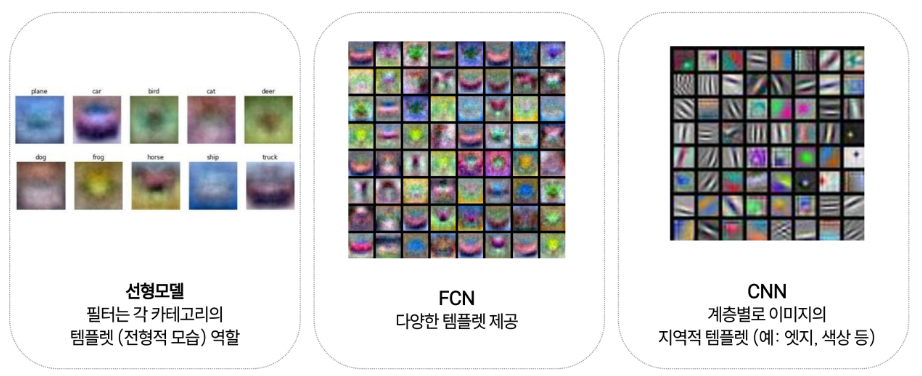 plane car bird cat deer
dog frog horse ship truck
선형모델
필터는 각 카테고리의
템플렛 (전형적 모습) 역할
FCN
다양한 템플렛 제공
CNN
계층별로 이미지의
지역적 템플렛 (예: 엣지, 색상 등)